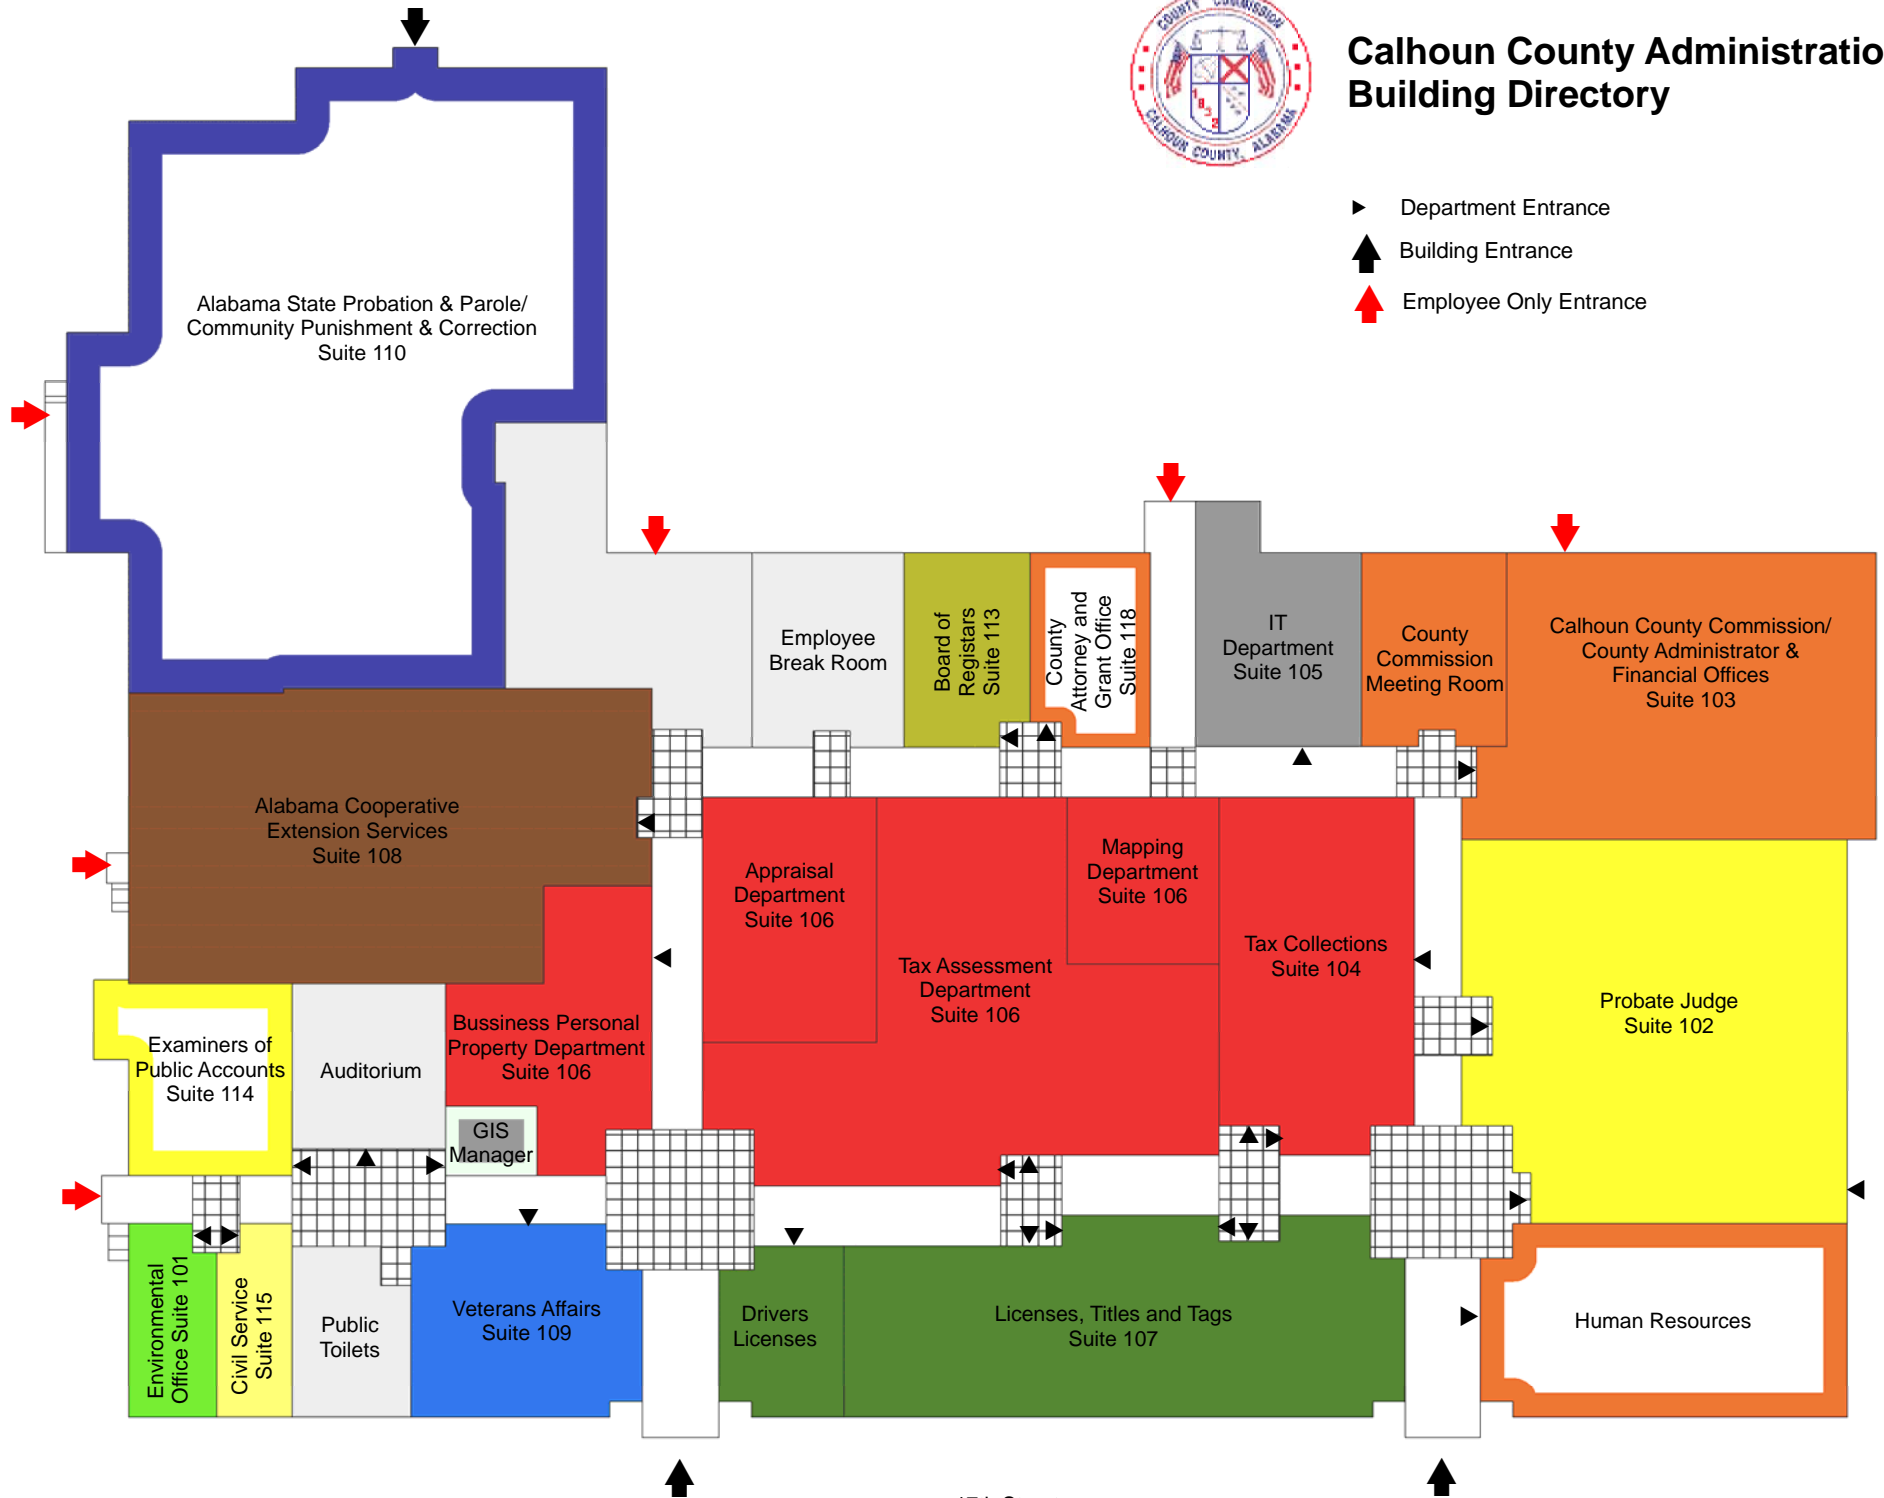 COUNTY COMMISSION
CALHOUN COUNTY, ALABAMA
1832
Calhoun County Administratio
Building Directory
Department Entrance
Building Entrance
Employee Only Entrance
Alabama State Probation & Parole/
Community Punishment & Correction
Suite 110
Employee
Break Room
Board of
Registars
Suite 113
County
Attorney and
Grant Office
Suite 118
IT
Department
Suite 105
County
Commission
Meeting Room
Calhoun County Commission/
County Administrator &
Financial Offices
Suite 103
Alabama Cooperative
Extension Services
Suite 108
Appraisal
Department
Suite 106
Mapping
Department
Suite 106
Tax Assessment
Department
Suite 106
Tax Collections
Suite 104
Probate Judge
Suite 102
Examiners of
Public Accounts
Suite 114
Auditorium
Bussiness Personal
Property Department
Suite 106
GIS
Manager
Environmental
Office Suite 101
Civil Service
Suite 115
Public
Toilets
Veterans Affairs
Suite 109
Drivers
Licenses
Licenses, Titles and Tags
Suite 107
Human Resources